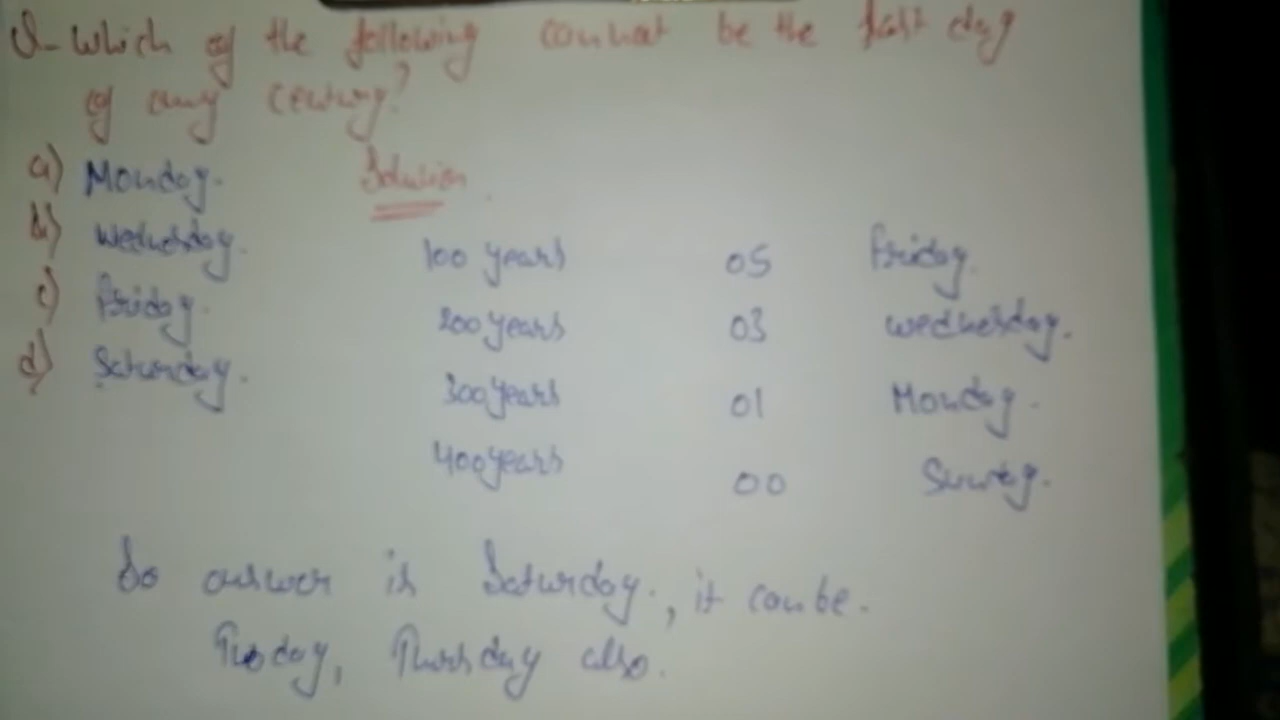 Q- Which of the following cannot be the last day
of any century?
a) Monday. Solution
b) Wednesday.
c) Friday.
d) Saturday.
100 years 05 Friday.
200 years 03 Wednesday.
300 years 01 Monday.
400 years 00 Sunday.
So answer is Saturday., it can be.
Tuesday, Thursday also.